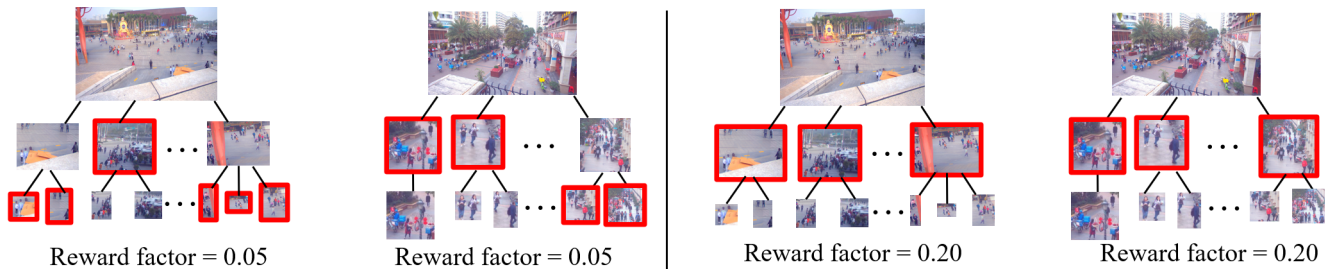 Reward factor = 0.05
Reward factor = 0.05
Reward factor = 0.20
Reward factor = 0.20